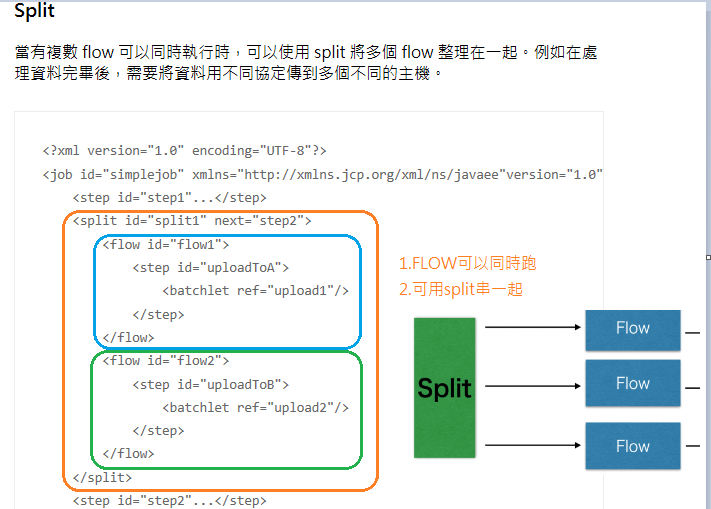 Split
當有複數 flow 可以同時執行時，可以使用 split 將多個 flow 整理在一起。例如在處
理資料完畢後，需要將資料用不同協定傳到多個不同的主機。
<?xml version="1.0" encoding="UTF-8"?>
<job id="simplejob" xmlns="http://xmlns.jcp.org/xml/ns/javaee"version="1.0"
<step id="step1"...</step>
<split id="split1" next="step2">
<flow id="flow1">
<step id="uploadToA">
<batchlet ref="upload1"/>
</step>
</flow>
<flow id="flow2">
<step id="uploadToB">
<batchlet ref="upload2"/>
</step>
</flow>
</split>
<step id="step2"...</step>
1.FLOW可以同時跑
2.可用split串一起
Split
Flow
Flow
Flow